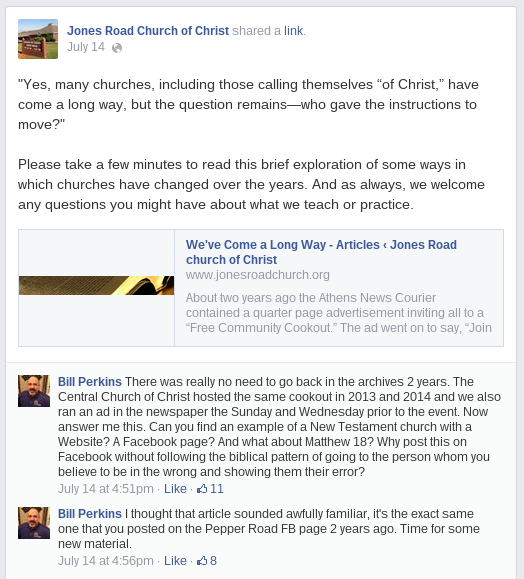 Jones Road Church of Christ shared a link.
July 14
"Yes, many churches, including those calling themselves “of Christ,” have
come a long way, but the question remains—who gave the instructions to
move?"
Please take a few minutes to read this brief exploration of some ways in
which churches have changed over the years. And as always, we welcome
any questions you might have about what we teach or practice.
We've Come a Long Way - Articles ‹ Jones Road
church of Christ
www.jonesroadchurch.org
About two years ago the Athens News Courier
contained a quarter page advertisement inviting all to a
“Free Community Cookout.” The ad went on to say, “Join
Bill Perkins There was really no need to go back in the archives 2 years. The
Central Church of Christ hosted the same cookout in 2013 and 2014 and we also
ran an ad in the newspaper the Sunday and Wednesday prior to the event. Now
answer me this. Can you find an example of a New Testament church with a
Website? A Facebook page? And what about Matthew 18? Why post this on
Facebook without following the biblical pattern of going to the person whom you
believe to be in the wrong and showing them their error?
July 14 at 4:51pm · Like · 11
Bill Perkins I thought that article sounded awfully familiar, it's the exact same
one that you posted on the Pepper Road FB page 2 years ago. Time for some
new material.
July 14 at 4:56pm · Like · 8